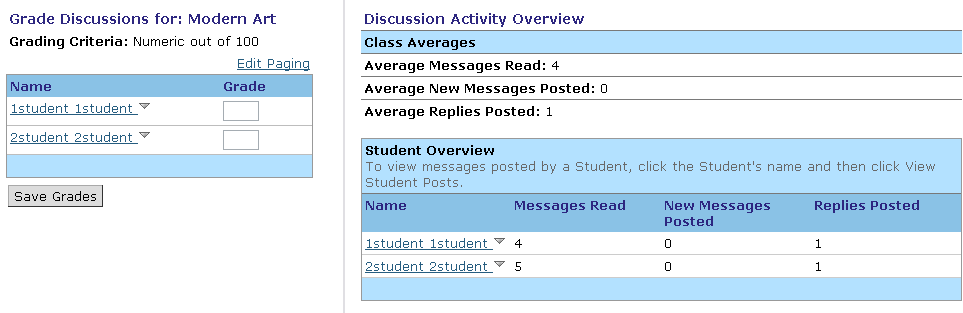 Grade Discussions for: Modern Art
Grading Criteria: Numeric out of 100
Edit Paging
Name Grade
1student 1student
2student 2student
Save Grades
Discussion Activity Overview
Class Averages
Average Messages Read: 4
Average New Messages Posted: 0
Average Replies Posted: 1
Student Overview
To view messages posted by a Student, click the Student's name and then click View
Student Posts.
Name Messages Read New Messages Replies Posted
Posted
1student 1student 4 0 1
2student 2student 5 0 1